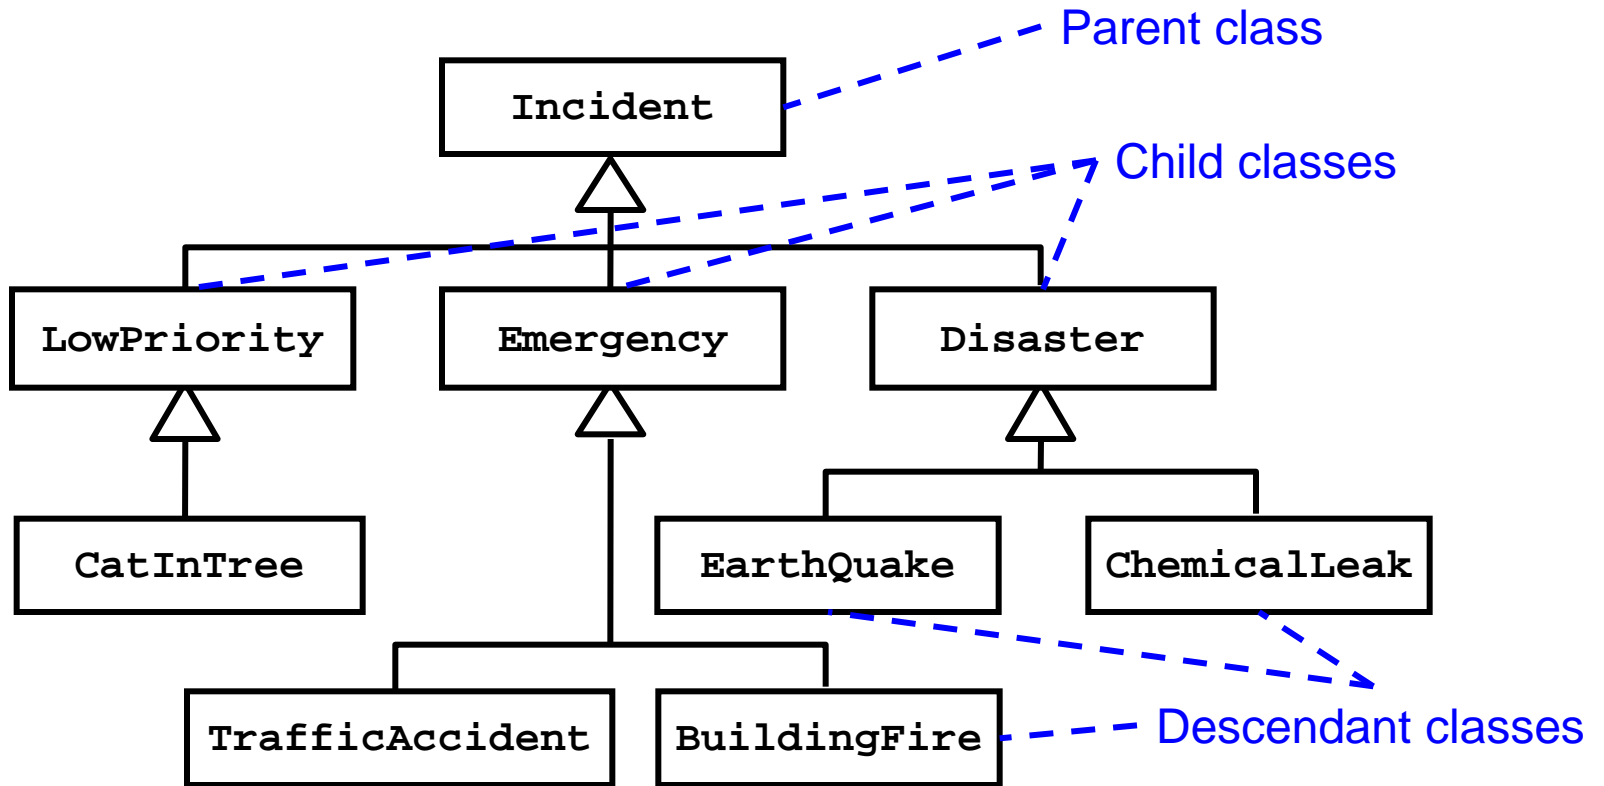 Parent class
Incident
Child classes
LowPriority
Emergency
Disaster
CatInTree
EarthQuake
ChemicalLeak
TrafficAccident
BuildingFire
Descendant classes